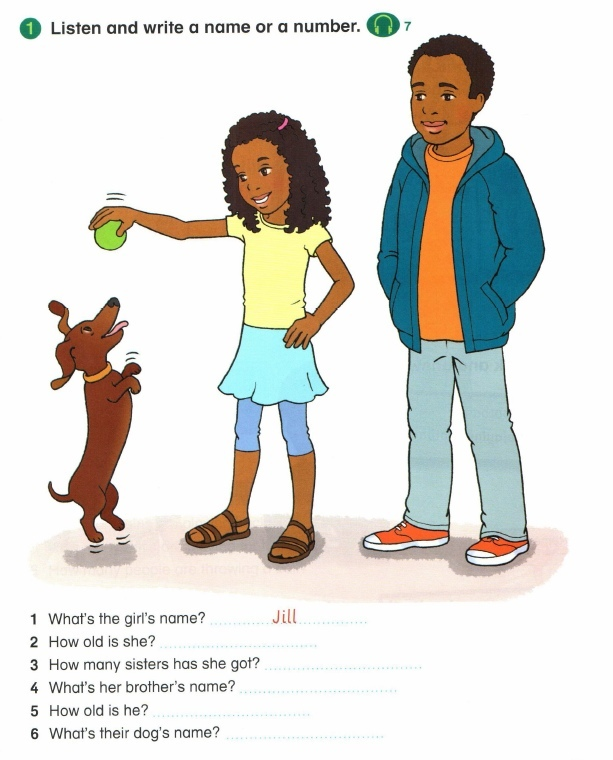 1 Listen and write a name or a number. 7
1 What's the girl's name? Jill
2 How old is she?
3 How many sisters has she got?
4 What's her brother's name?
5 How old is he?
6 What's their dog's name?